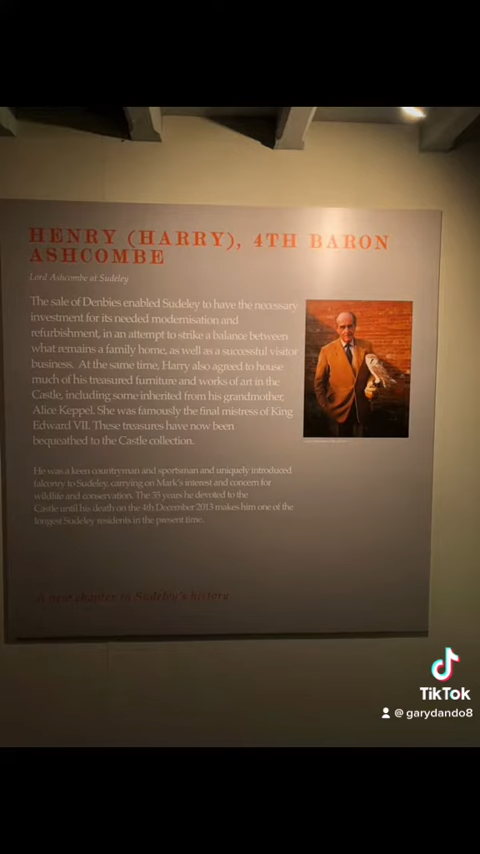 HENRY (HARRY), 4TH BARON
ASHCOMBE
Lord Ashcombe at Sudeley
The sale of Denbies enabled Sudeley to have the necessary
investment for its needed modernisation and
refurbishment, in an attempt to strike a balance between
what remains a family home, as well as a successful visitor
business. At the same time, Harry also agreed to house
much of his treasured furniture and works of art in the
Castle, including some inherited from his grandmother,
Alice Keppel. She was famously the final mistress of King
Edward VII. These treasures have now been
bequeathed to the Castle collection.
He was a keen countryman and sportsman and uniquely introduced
falconry to Sudeley, carrying on Mark's interest and concern for
wildlife and conservation. The 35 years he devoted to the
Castle until his death on the 4th December 2013 makes him one of the
longest Sudeley residents in the present time.
A new chapter in Sudeley's history
TikTok
@garydando8